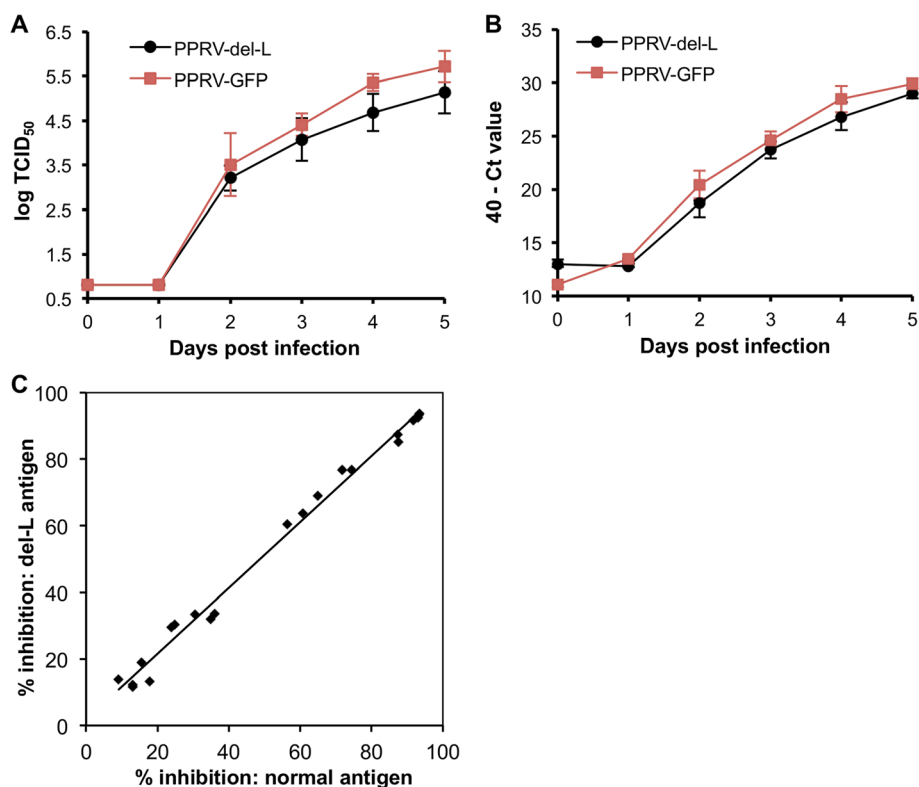 A
6.5
5.5
4.5
3.5
2.5
1.5
0.5
log TCID50
PPRV-del-L
PPRV-GFP
0 1 2 3 4 5
Days post infection
B
35
30
25
20
15
10
40 - Ct value
PPRV-del-L
PPRV-GFP
0 1 2 3 4 5
Days post infection
C
100
80
60
40
20
0
% inhibition: del-L antigen
0 20 40 60 80 100
% inhibition: normal antigen